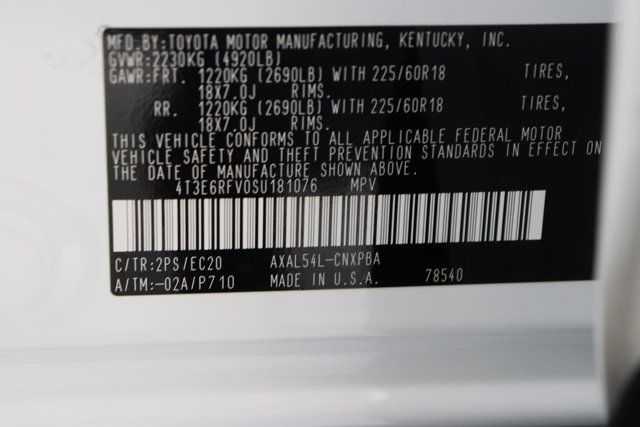 MFD.BY:TOYOTA MOTOR MANUFACTURING, KENTUCKY, INC.
GVWR:2230KG (4920LB)
GAWR:FRT. 1220KG (2690LB) WITH 225/60R18 TIRES,
18X7.0J RIMS.
RR. 1220KG (2690LB) WITH 225/60R18 TIRES,
18X7.0J RIMS.
THIS VEHICLE CONFORMS TO ALL APPLICABLE FEDERAL MOTOR
VEHICLE SAFETY AND THEFT PREVENTION STANDARDS IN EFFECT ON
THE DATE OF MANUFACTURE SHOWN ABOVE.
4T3E6RFV0SU181076 MPV
C/TR:2PS/EC20 AXAL54L-CNXPBA
A/TM:-02A/P710 MADE IN U.S.A. 78540